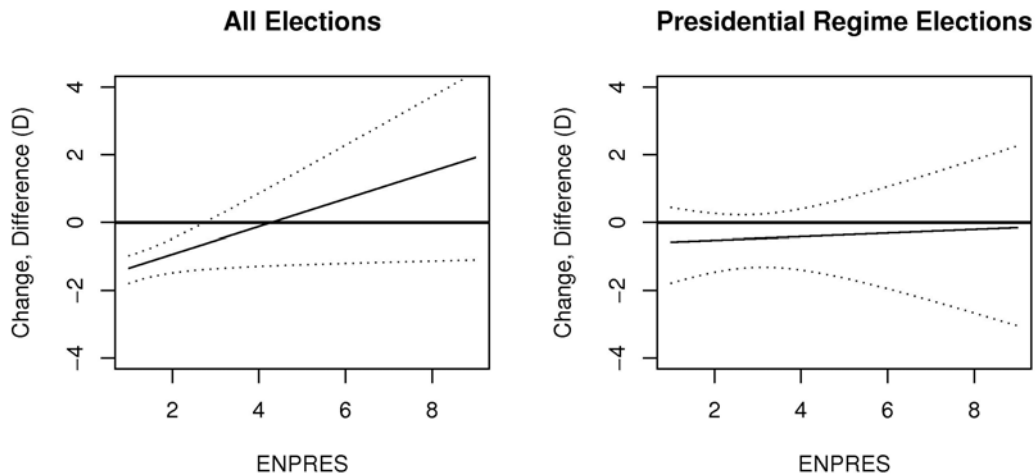 All Elections
Change, Difference (D)
4
2
0
−2
−4
2 4 6 8
ENPRES
Presidential Regime Elections
Change, Difference (D)
4
2
0
−2
−4
2 4 6 8
ENPRES